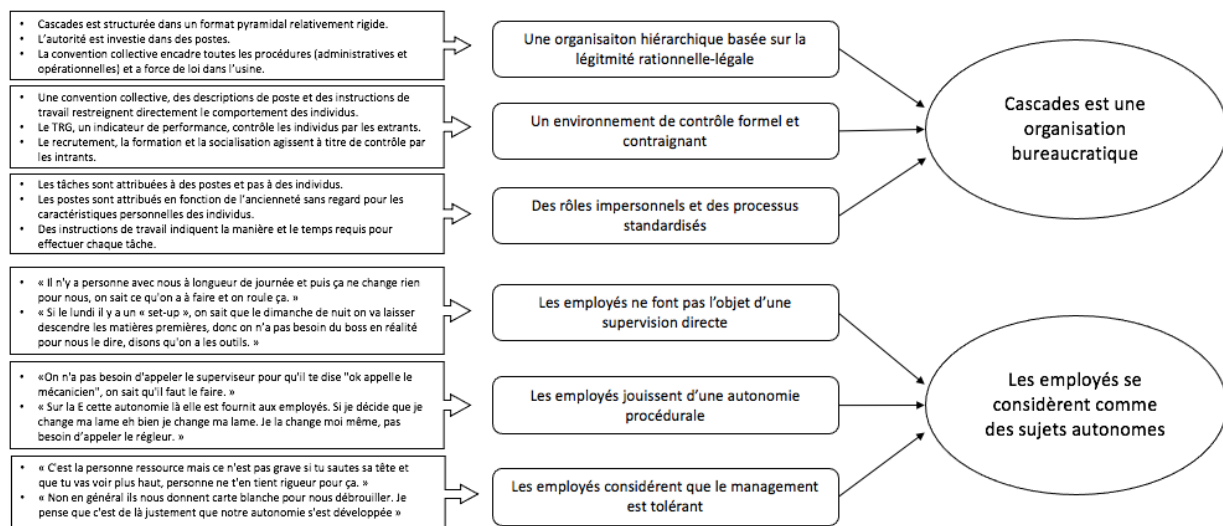 • Cascades est structurée dans un format pyramidal relativement rigide.
• L'autorité est investie dans des postes.
• La convention collective encadre toutes les procédures (administratives et
opérationnelles) et a force de loi dans l'usine.
Une organisaiton hiérarchique basée sur la
légitmité rationnelle-légale
• Une convention collective, des descriptions de poste et des instructions de
travail restreignent directement le comportement des individus.
• Le TRG, un indicateur de performance, contrôle les individus par les extrants.
• Le recrutement, la formation et la socialisation agissent à titre de contrôle par
les intrants.
Un environnement de contrôle formel et
contraignant
• Les tâches sont attribuées à des postes et pas à des individus.
• Les postes sont attribués en fonction de l'ancienneté sans regard pour les
caractéristiques personnelles des individus.
• Des instructions de travail indiquent la manière et le temps requis pour
effectuer chaque tâche.
Des rôles impersonnels et des processus
standardisés
Cascades est une
organisation
bureaucratique
• « Il n'y a personne avec nous à longueur de journée et puis ça ne change rien
pour nous, on sait ce qu'on a à faire et on roule ça. »
• « Si le lundi il y a un « set-up », on sait que le dimanche de nuit on va laisser
descendre les matières premières, donc on n'a pas besoin du boss en réalité
pour nous le dire, disons qu'on a les outils. »
Les employés ne font pas l'objet d'une
supervision directe
• «On n'a pas besoin d'appeler le superviseur pour qu'il te dise "ok appelle le
mécanicien", on sait qu'il faut le faire. »
• « Sur la E cette autonomie là elle est fournit aux employés. Si je décide que je
change ma lame eh bien je change ma lame. Je la change moi même, pas
besoin d'appeler le régleur. »
Les employés jouissent d'une autonomie
procédurale
• « C'est la personne ressource mais ce n'est pas grave si tu sautes sa tête et
que tu vas voir plus haut, personne ne t'en tient rigueur pour ça. »
• « Non en général ils nous donnent carte blanche pour nous débrouiller. Je
pense que c'est de là justement que notre autonomie s'est développée »
Les employés considérent que le management
est tolérant
Les employés se
considèrent comme
des sujets autonomes